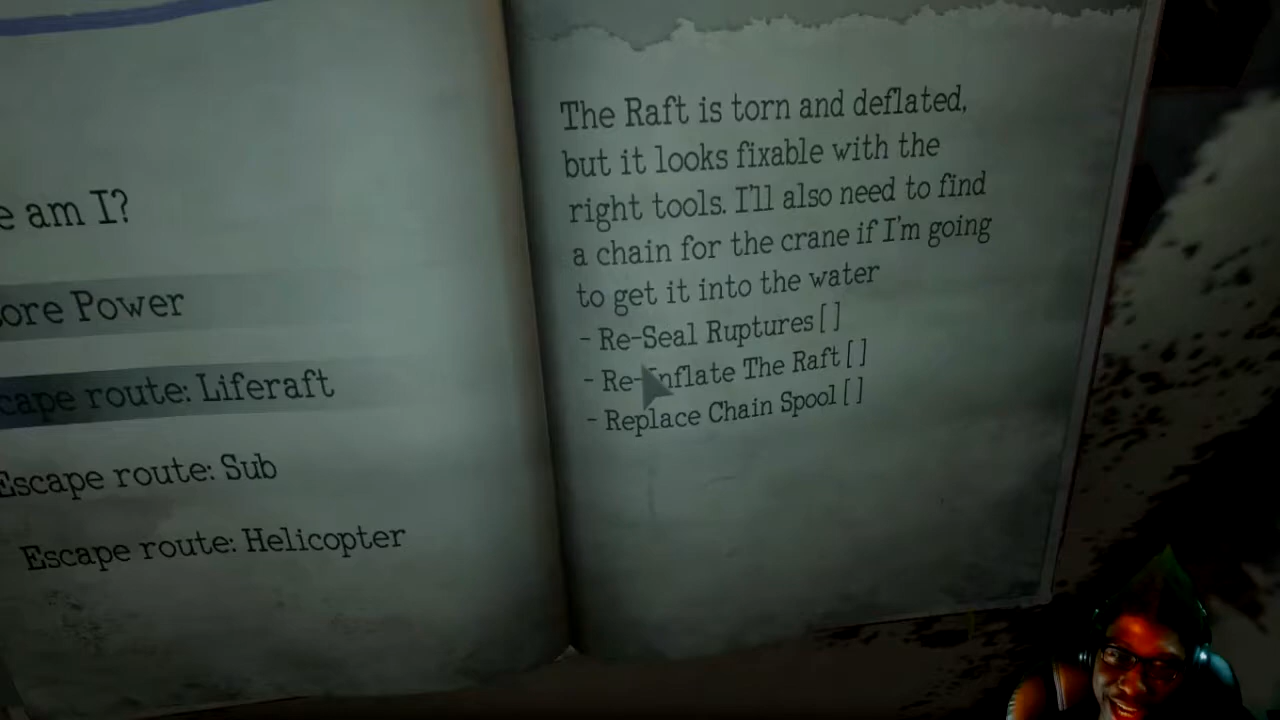 e am I?
ore Power
cape route: Liferaft
Escape route: Sub
Escape route: Helicopter
The Raft is torn and deflated,
but it looks fixable with the
right tools. I'll also need to find
a chain for the crane if I'm going
to get it into the water
- Re-Seal Ruptures [ ]
- Re-Inflate The Raft [ ]
- Replace Chain Spool [ ]